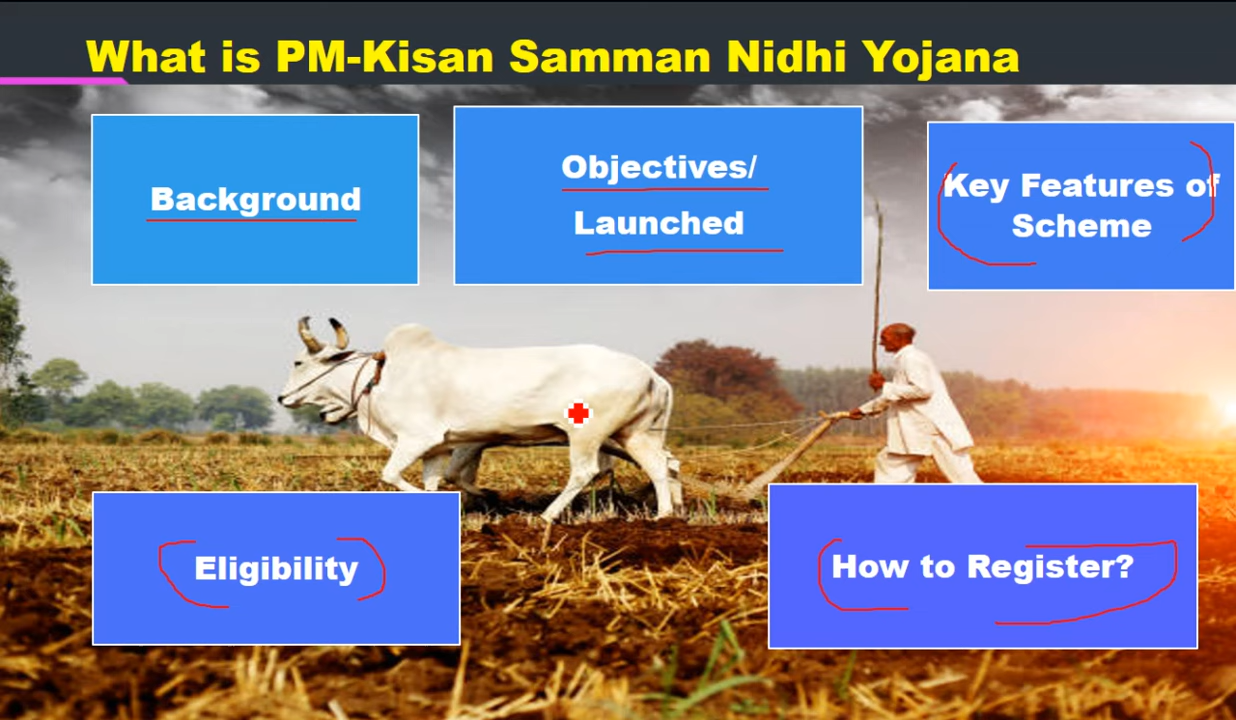 What is PM-Kisan Samman Nidhi Yojana
Background
Objectives/
Launched
Key Features of
Scheme
Eligibility
How to Register?